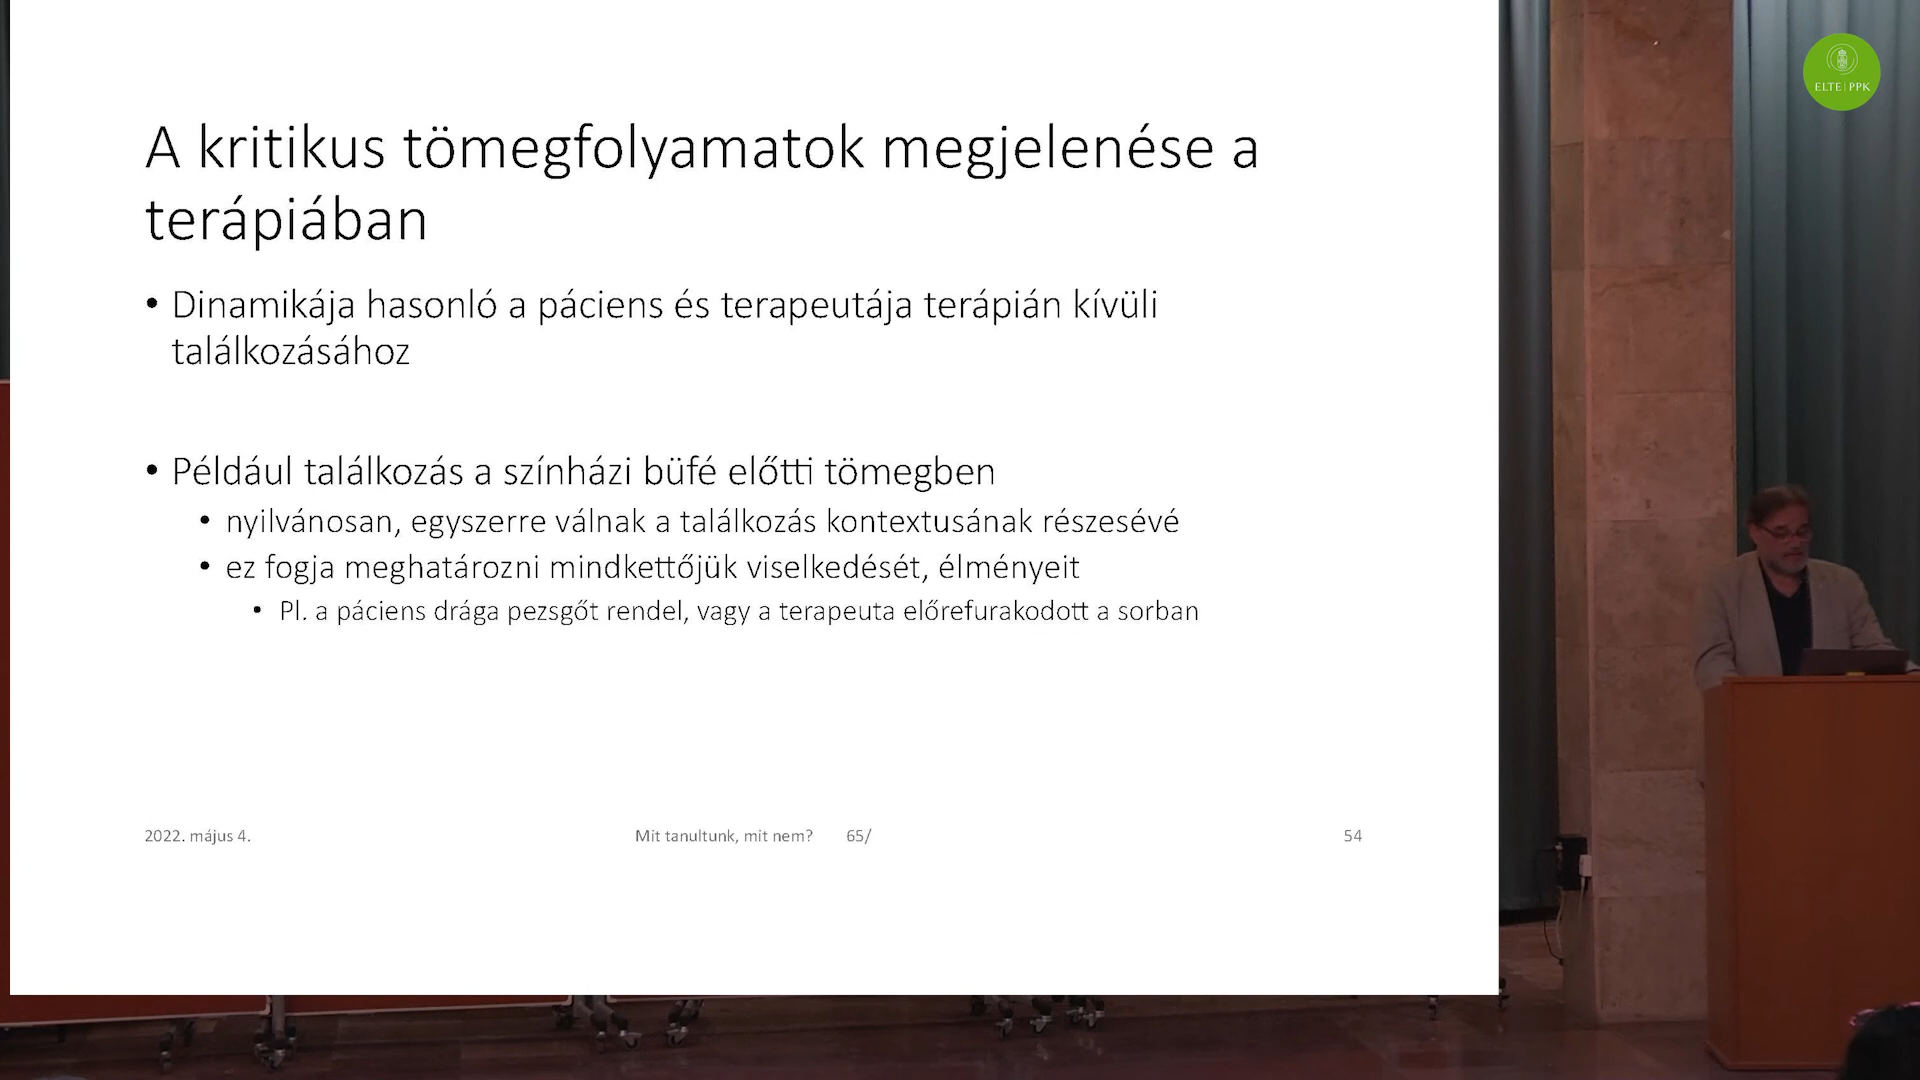 ELTE | PPK
A kritikus tömegfolyamatok megjelenése a
terápiában
• Dinamikája hasonló a páciens és terapeutája terápián kívüli
találkozásához
• Például találkozás a színházi büfé előtti tömegben
• nyilvánosan, egyszerre válnak a találkozás kontextusának részesévé
• ez fogja meghatározni mindkettőjük viselkedését, élményeit
• Pl. a páciens drága pezsgőt rendel, vagy a terapeuta előrefurakodott a sorban
2022. május 4.
Mit tanultunk, mit nem? 65/
54